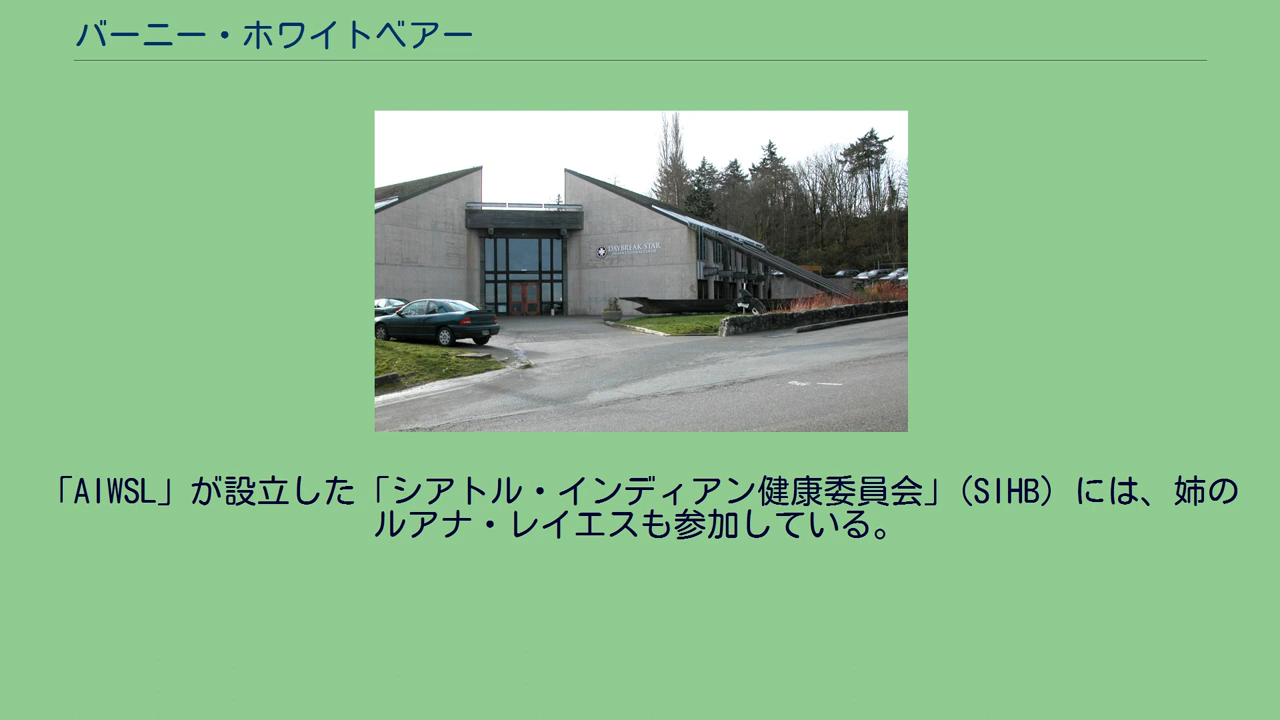 バーニー・ホワイトベアー
DAYBREAK STAR
「AIWSL」が設立した「シアトル・インディアン健康委員会」(SIHB) には、姉の
ルアナ・レイエスも参加している。